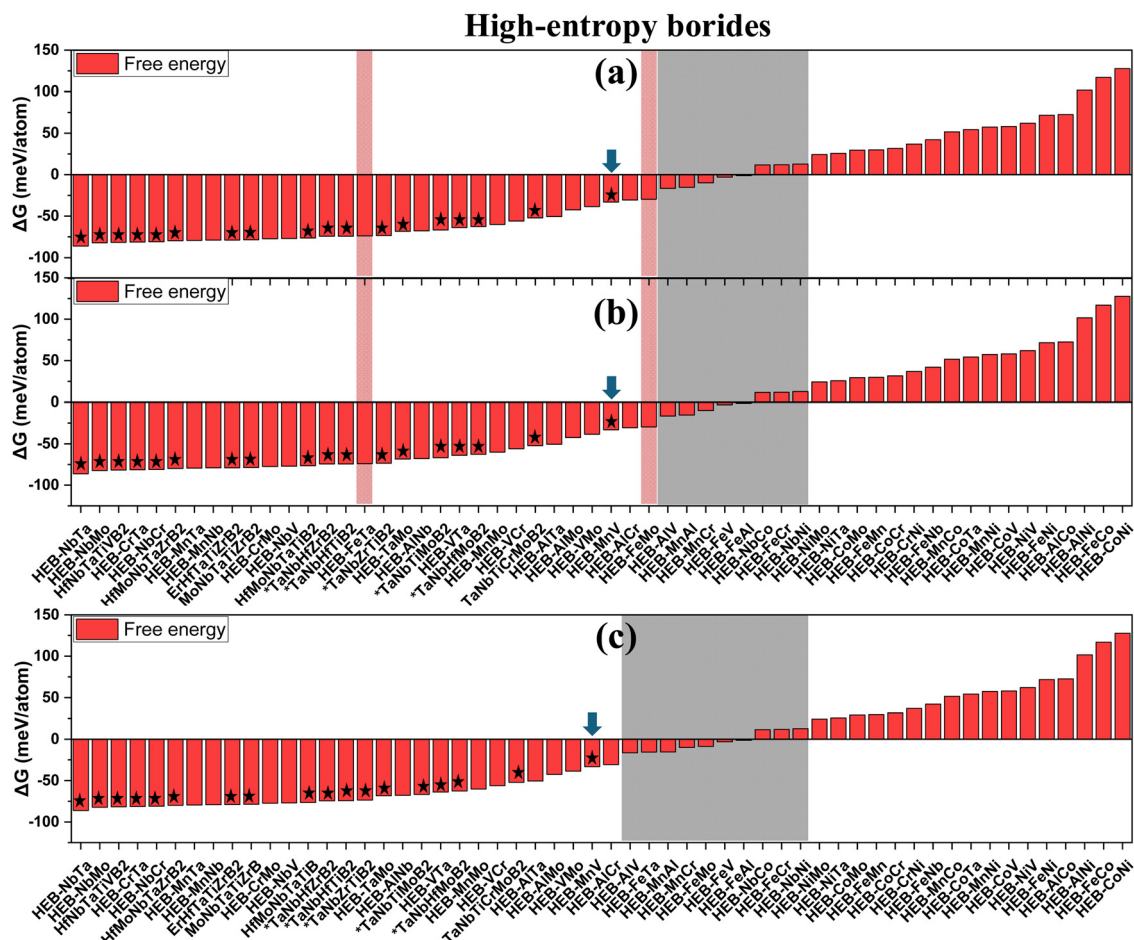 High-entropy borides
150
Free energy
(a)
100
50
0
-50
-100
ΔG (meV/atom)
150
Free energy
(b)
100
50
0
-50
-100
ΔG (meV/atom)
HEB-NbTa
HEB-NbMo
HfNbTaTiVB2
HEB-CrTa
HEB-NbCr
HfMoNbTaZrB2
HEB-MnTa
HEB-MnNb
ErHfTaTiZrB2
MoNbTaTiZrB2
HEB-CrMo
HEB-NbV
HfMoNbTaTiB2
*TaNbHfZrB2
*TaNbHfTiB2
HEB-FeTa
*TaNbZrTiB2
HEB-TaMo
HEB-AlNb
*TaNbTiMoB2
HEB-VTa
*TaNbHfMoB2
HEB-MnMo
HEB-VCr
TaNbTiCrMoB2
HEB-AlTa
HEB-AlMo
HEB-VMo
HEB-MnV
HEB-AlCr
HEB-FeMo
HEB-AlV
HEB-MnAl
HEB-MnCr
HEB-FeV
HEB-FeAl
HEB-NbCo
HEB-FeCr
HEB-NbNi
HEB-NiMo
HEB-NiTa
HEB-CoMo
HEB-FeMn
HEB-CoCr
HEB-CrNi
HEB-FeNb
HEB-MnCo
HEB-CoTa
HEB-MnNi
HEB-CoV
HEB-NiV
HEB-FeNi
HEB-AlCo
HEB-AlNi
HEB-FeCo
HEB-CoNi
150
Free energy
(c)
100
50
0
-50
-100
ΔG (meV/atom)
HEB-NbTa
HEB-NbMo
HfNbTaTiVB2
HEB-CrTa
HEB-NbCr
HfMoNbTaZrB2
HEB-MnTa
HEB-MnNb
ErHfTaTiZrB2
MoNbTaTiZrB
HEB-CrMo
HEB-NbV
HfMoNbTaTiB
*TaNbHfZrB2
*TaNbHfTiB2
*TaNbZrTiB2
HEB-TaMo
HEB-AlNb
*TaNbTiMoB2
HEB-VTa
*TaNbHfMoB2
HEB-MnMo
HEB-VCr
TaNbTiCrMoB2
HEB-AlTa
HEB-AlMo
HEB-VMo
HEB-MnV
HEB-AlCr
HEB-AlV
HEB-FeTa
HEB-MnAl
HEB-MnCr
HEB-FeMo
HEB-FeV
HEB-FeAl
HEB-NbCo
HEB-FeCr
HEB-NbNi
HEB-NiMo
HEB-NiTa
HEB-CoMo
HEB-FeMn
HEB-CoCr
HEB-CrNi
HEB-FeNb
HEB-MnCo
HEB-CoTa
HEB-MnNi
HEB-CoV
HEB-NiV
HEB-FeNi
HEB-AlCo
HEB-AlNi
HEB-FeCo
HEB-CoNi